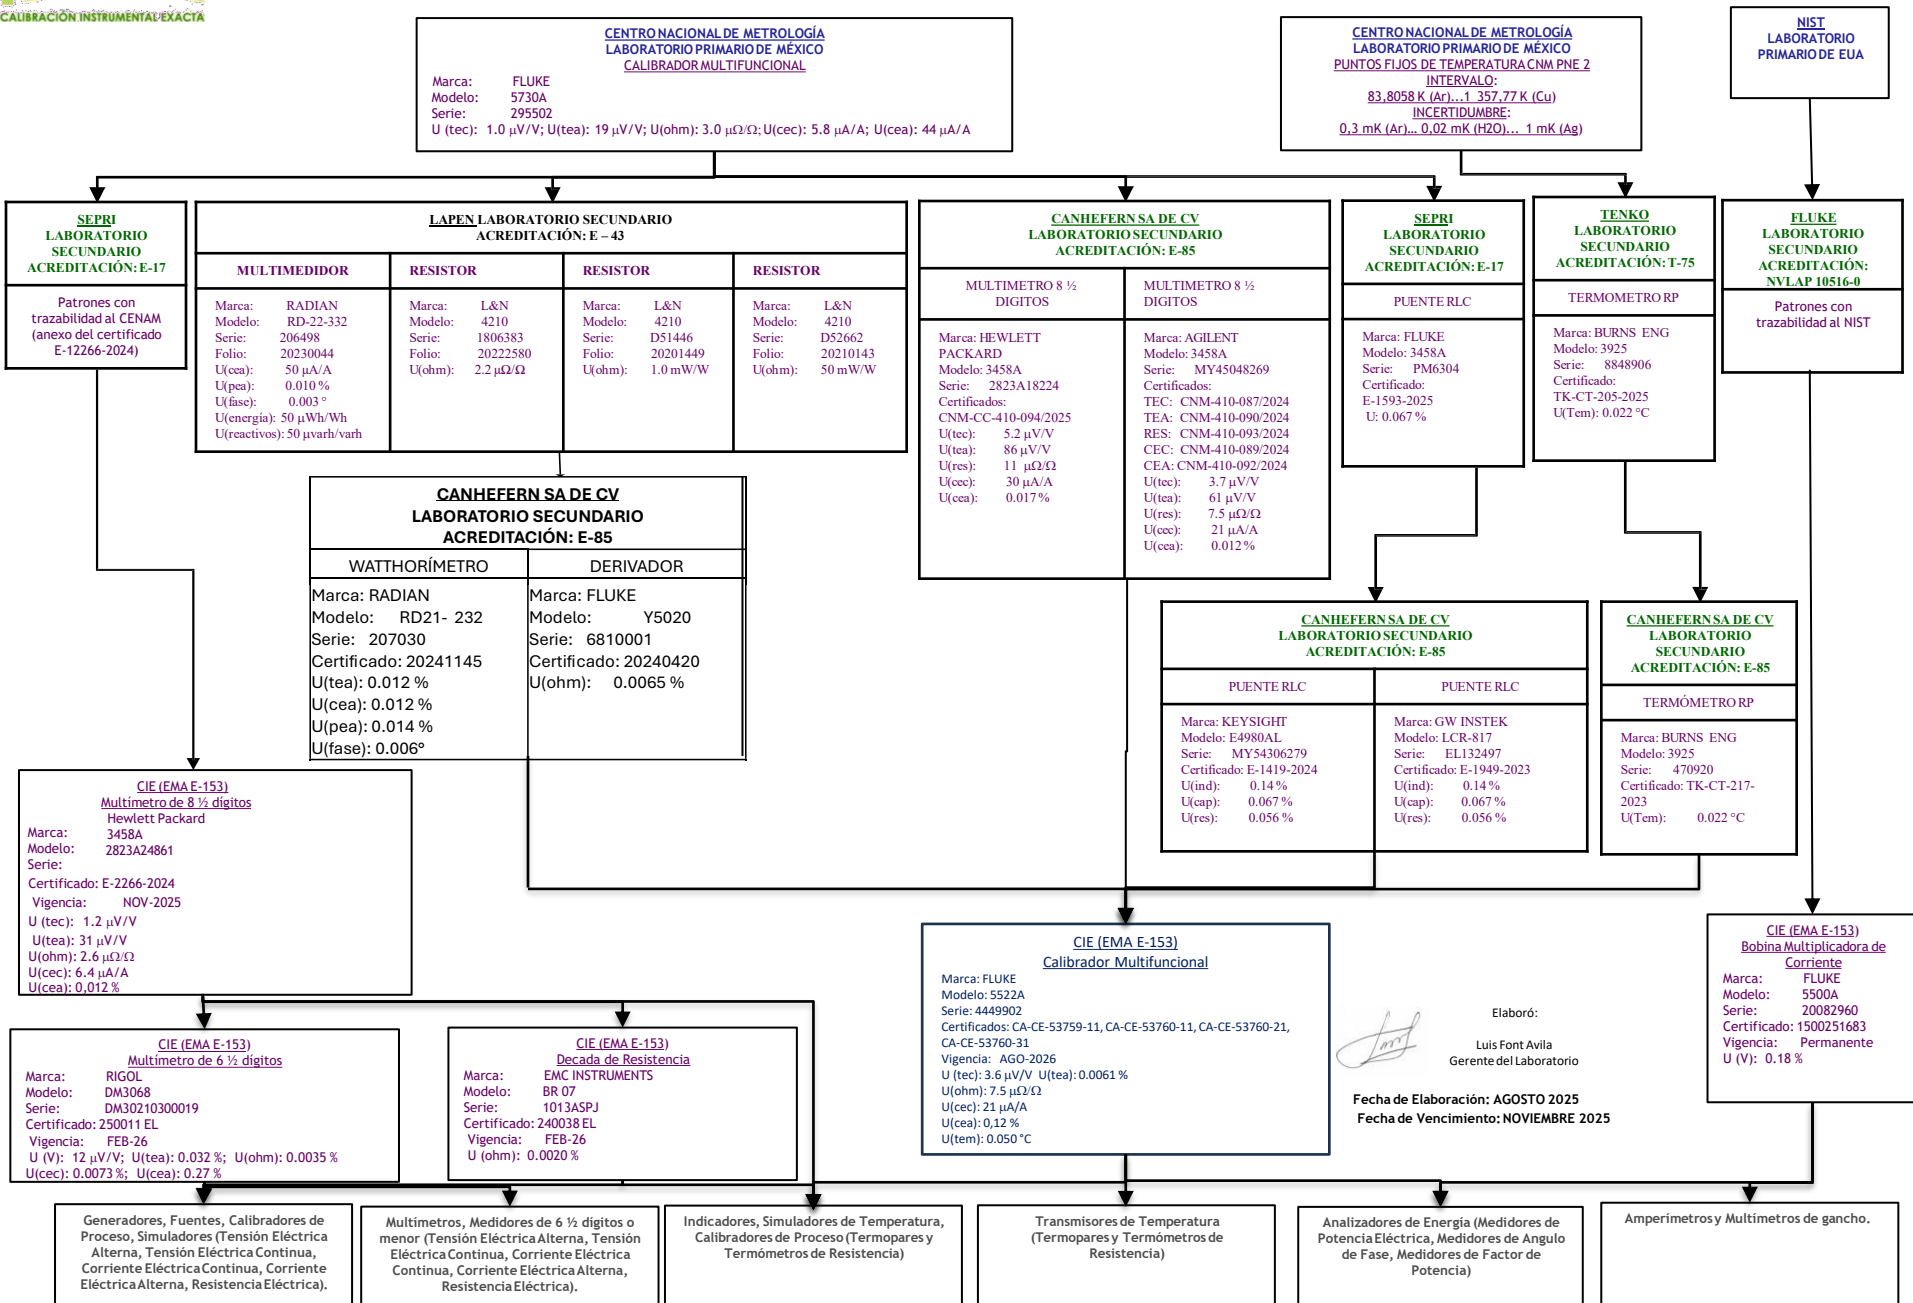 CALIBRACIÓN INSTRUMENTAL EXACTA
CENTRO NACIONAL DE METROLOGÍA
LABORATORIO PRIMARIO DE MÉXICO
CALIBRADOR MULTIFUNCIONAL
Marca: FLUKE
Modelo: 5730A
Serie: 295502
U (tec): 1.0 µV/V; U(tea): 19 µV/V; U(ohm): 3.0 µΩ/Ω; U(cec): 5.8 µA/A; U(cea): 44 µA/A
CENTRO NACIONAL DE METROLOGÍA
LABORATORIO PRIMARIO DE MÉXICO
PUNTOS FIJOS DE TEMPERATURA CNM PNE 2
INTERVALO:
83,8058 K (Ar)...1 357,77 K (Cu)
INCERTIDUMBRE:
0,3 mK (Ar)... 0,02 mK (H2O)... 1 mK (Ag)
NIST
LABORATORIO
PRIMARIO DE EUA
SEPRI
LABORATORIO
SECUNDARIO
ACREDITACIÓN: E-17
Patrones con
trazabilidad al CENAM
(anexo del certificado
E-12266-2024)
LAPEN LABORATORIO SECUNDARIO
ACREDITACIÓN: E – 43
MULTIMEDIDOR
Marca: RADIAN
Modelo: RD-22-332
Serie: 206498
Folio: 20230044
U(cea): 50 µA/A
U(pea): 0.010 %
U(fase): 0.003 °
U(energía): 50 µWh/Wh
U(reactivos): 50 µvarh/varh
RESISTOR
Marca: L&N
Modelo: 4210
Serie: 1806383
Folio: 20222580
U(ohm): 2.2 µΩ/Ω
RESISTOR
Marca: L&N
Modelo: 4210
Serie: D51446
Folio: 20201449
U(ohm): 1.0 mW/W
RESISTOR
Marca: L&N
Modelo: 4210
Serie: D52662
Folio: 20210143
U(ohm): 50 mW/W
CANHEFERN SA DE CV
LABORATORIO SECUNDARIO
ACREDITACIÓN: E-85
MULTIMETRO 8 ½
DIGITOS
Marca: HEWLETT
PACKARD
Modelo: 3458A
Serie: 2823A18224
Certificados:
CNM-CC-410-094/2025
U(tec): 5.2 µV/V
U(tea): 86 µV/V
U(res): 11 µΩ/Ω
U(cec): 30 µA/A
U(cea): 0.017 %
MULTIMETRO 8 ½
DIGITOS
Marca: AGILENT
Modelo: 3458A
Serie: MY45048269
Certificados:
TEC: CNM-410-087/2024
TEA: CNM-410-090/2024
RES: CNM-410-093/2024
CEC: CNM-410-089/2024
CEA: CNM-410-092/2024
U(tec): 3.7 µV/V
U(tea): 61 µV/V
U(res): 7.5 µΩ/Ω
U(cec): 21 µA/A
U(cea): 0.012 %
SEPRI
LABORATORIO
SECUNDARIO
ACREDITACIÓN: E-17
PUENTE RLC
Marca: FLUKE
Modelo: 3458A
Serie: PM6304
Certificado:
E-1593-2025
U: 0.067 %
TENKO
LABORATORIO
SECUNDARIO
ACREDITACIÓN: T-75
TERMOMETRO RP
Marca: BURNS ENG
Modelo: 3925
Serie: 8848906
Certificado:
TK-CT-205-2025
U(Tem): 0.022 °C
FLUKE
LABORATORIO
SECUNDARIO
ACREDITACIÓN:
NVLAP 10516-0
Patrones con
trazabilidad al NIST
CANHEFERN SA DE CV
LABORATORIO SECUNDARIO
ACREDITACIÓN: E-85
WATTHORÍMETRO
Marca: RADIAN
Modelo: RD21- 232
Serie: 207030
Certificado: 20241145
U(tea): 0.012 %
U(cea): 0.012 %
U(pea): 0.014 %
U(fase): 0.006º
DERIVADOR
Marca: FLUKE
Modelo: Y5020
Serie: 6810001
Certificado: 20240420
U(ohm): 0.0065 %
CANHEFERN SA DE CV
LABORATORIO SECUNDARIO
ACREDITACIÓN: E-85
PUENTE RLC
Marca: KEYSIGHT
Modelo: E4980AL
Serie: MY54306279
Certificado: E-1419-2024
U(ind): 0.14 %
U(cap): 0.067 %
U(res): 0.056 %
PUENTE RLC
Marca: GW INSTEK
Modelo: LCR-817
Serie: EL132497
Certificado: E-1949-2023
U(ind): 0.14 %
U(cap): 0.067 %
U(res): 0.056 %
CANHEFERN SA DE CV
LABORATORIO
SECUNDARIO
ACREDITACIÓN: E-85
TERMÓMETRO RP
Marca: BURNS ENG
Modelo: 3925
Serie: 470920
Certificado: TK-CT-217-
2023
U(Tem): 0.022 °C
CIE (EMA E-153)
Multímetro de 8 ½ dígitos
Hewlett Packard
Marca: 3458A
Modelo: 2823A24861
Serie:
Certificado: E-2266-2024
Vigencia: NOV-2025
U (tec): 1.2 µV/V
U(tea): 31 µV/V
U(ohm): 2.6 µΩ/Ω
U(cec): 6.4 µA/A
U(cea): 0,012 %
CIE (EMA E-153)
Multímetro de 6 ½ dígitos
Marca: RIGOL
Modelo: DM3068
Serie: DM30210300019
Certificado: 250011 EL
Vigencia: FEB-26
U (V): 12 µV/V; U(tea): 0.032 %; U(ohm): 0.0035 %
U(cec): 0.0073 %; U(cea): 0.27 %
CIE (EMA E-153)
Decada de Resistencia
Marca: EMC INSTRUMENTS
Modelo: BR 07
Serie: 1013ASPJ
Certificado: 240038 EL
Vigencia: FEB-26
U (ohm): 0.0020 %
CIE (EMA E-153)
Calibrador Multifuncional
Marca: FLUKE
Modelo: 5522A
Serie: 4449902
Certificados: CA-CE-53759-11, CA-CE-53760-11, CA-CE-53760-21,
CA-CE-53760-31
Vigencia: AGO-2026
U (tec): 3.6 µV/V U(tea): 0.0061 %
U(ohm): 7.5 µΩ/Ω
U(cec): 21 µA/A
U(cea): 0,12 %
U(tem): 0.050 °C
Elaboró:
Luis Font Avila
Gerente del Laboratorio
Fecha de Elaboración: AGOSTO 2025
Fecha de Vencimiento: NOVIEMBRE 2025
CIE (EMA E-153)
Bobina Multiplicadora de
Corriente
Marca: FLUKE
Modelo: 5500A
Serie: 20082960
Certificado: 1500251683
Vigencia: Permanente
U (V): 0.18 %
Generadores, Fuentes, Calibradores de
Proceso, Simuladores (Tensión Eléctrica
Alterna, Tensión Eléctrica Continua,
Corriente Eléctrica Continua, Corriente
Eléctrica Alterna, Resistencia Eléctrica).
Multímetros, Medidores de 6 ½ dígitos o
menor (Tensión Eléctrica Alterna, Tensión
Eléctrica Continua, Corriente Eléctrica
Continua, Corriente Eléctrica Alterna,
Resistencia Eléctrica).
Indicadores, Simuladores de Temperatura,
Calibradores de Proceso (Termopares y
Termómetros de Resistencia)
Transmisores de Temperatura
(Termopares y Termómetros de
Resistencia)
Analizadores de Energía (Medidores de
Potencia Eléctrica, Medidores de Angulo
de Fase, Medidores de Factor de
Potencia)
Amperimetros y Multimetros de gancho.